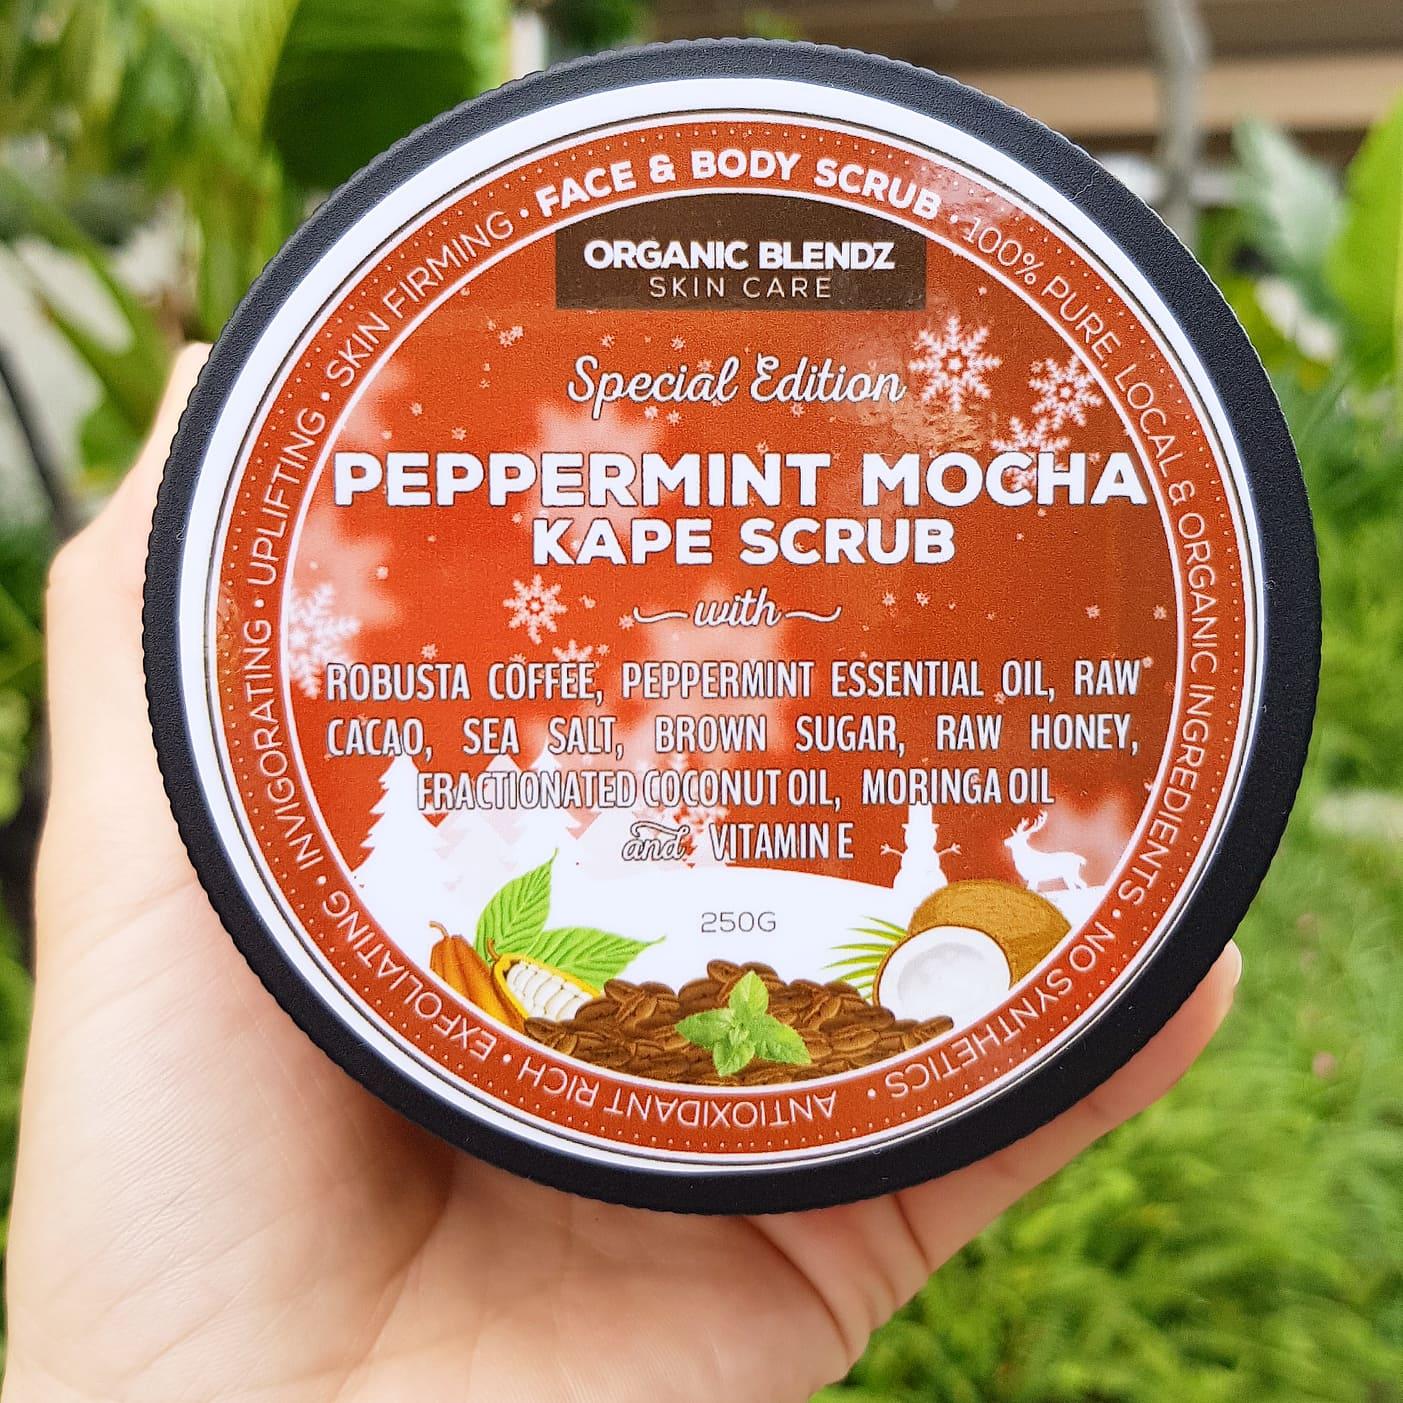 FACE & BODY SCRUB • 100% PURE LOCAL & ORGANIC INGREDIENTS • NO SYNTHETICS • ANTIOXIDANT RICH • EXFOLIATING • INVIGORATING • UPLIFTING • SKIN FIRMING •
ORGANIC BLENDZ
SKIN CARE
Special Edition
PEPPERMINT MOCHA
KAPE SCRUB
with
ROBUSTA COFFEE, PEPPERMINT ESSENTIAL OIL, RAW
CACAO, SEA SALT, BROWN SUGAR, RAW HONEY,
FRACTIONATED COCONUT OIL, MORINGA OIL
and VITAMIN E
250G